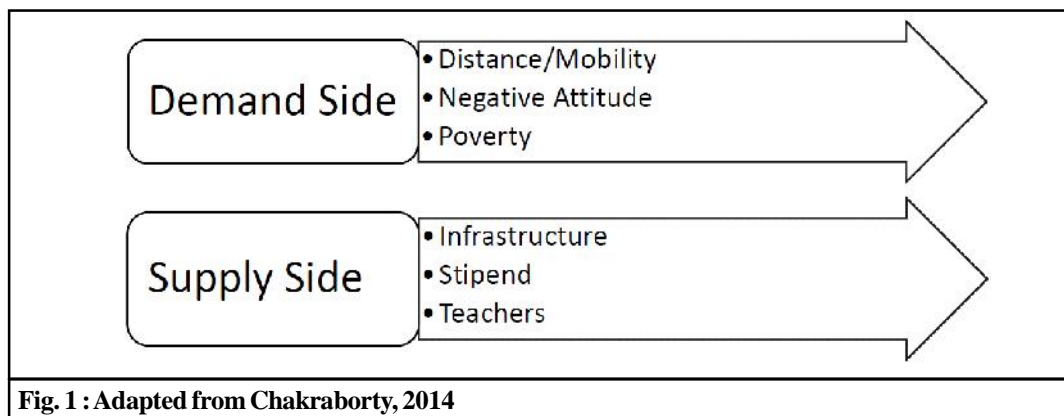 Demand Side
• Distance/Mobility
• Negative Attitude
• Poverty
Supply Side
• Infrastructure
• Stipend
• Teachers
Fig. 1 : Adapted from Chakraborty, 2014